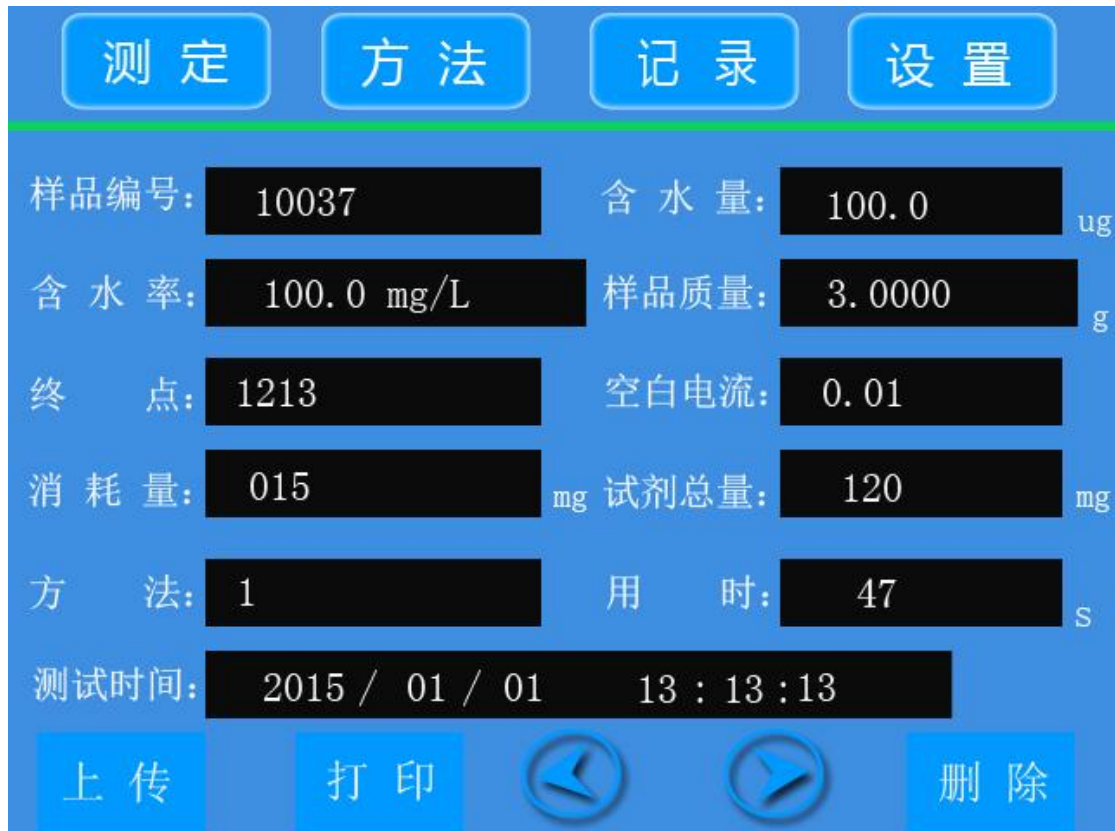 测 定 方 法 记 录 设 置
样品编号： 10037 含 水 量： 100.0 ug
含 水 率： 100.0 mg/L 样品质量： 3.0000 g
终 点： 1213 空白电流： 0.01
消 耗 量： 015 mg 试剂总量： 120 mg
方 法： 1 用 时： 47 S
测试时间： 2015 / 01 / 01 13 : 13 : 13
上 传 打 印 删 除